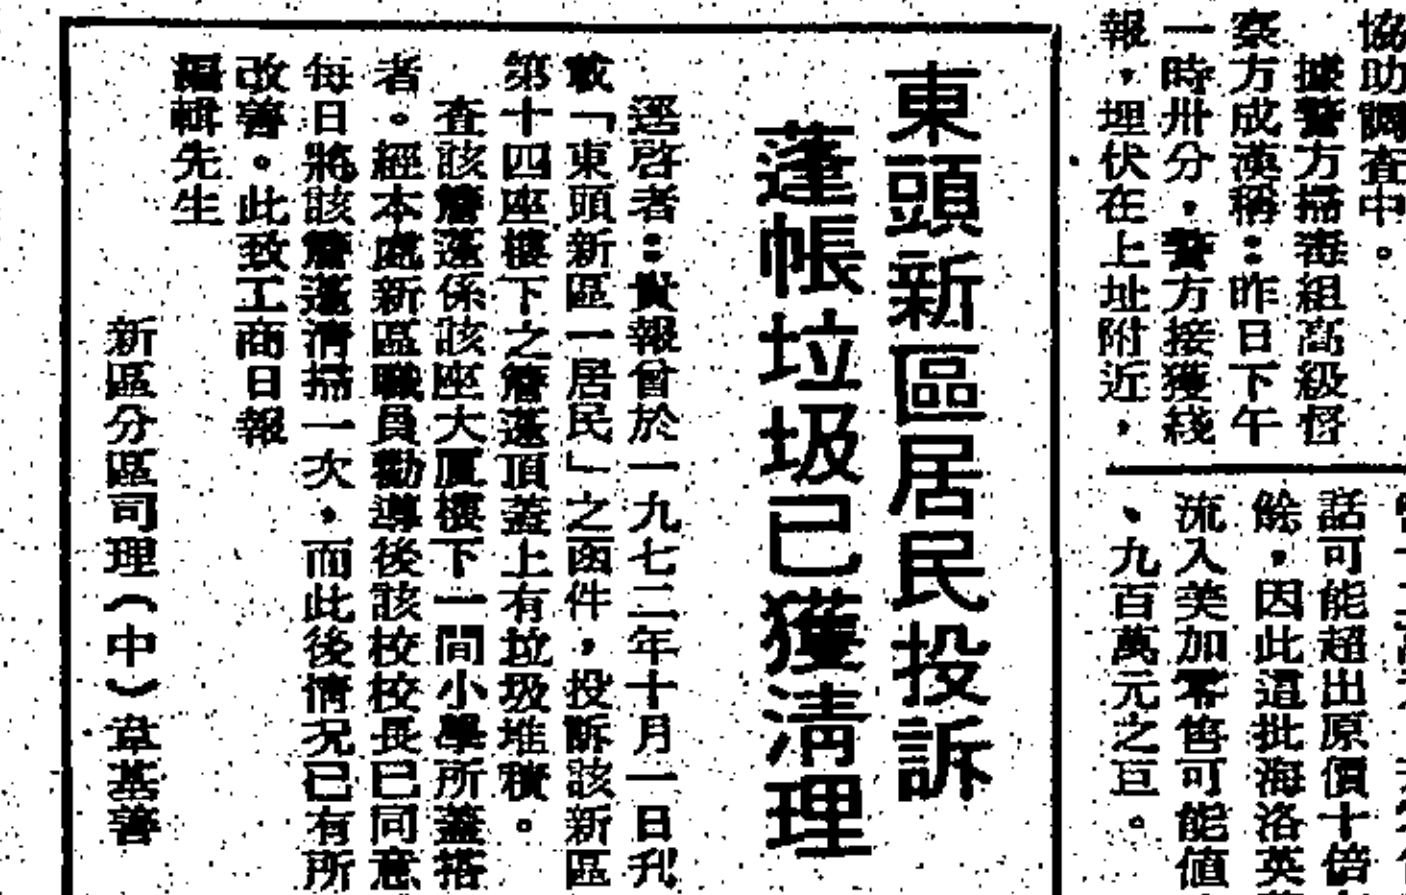 協助調查中。
據警方掃毒組高級督
察方成漢稱：昨日下午
一時卅分，警方接獲綫
報，埋伏在上址附近，
話可能超出原價十倍
餘，因此這批海洛英
流入美加零售可能值
、九百萬元之巨。
東頭新區居民投訴
蓬帳垃圾已獲清理
逕啓者：貴報曾於一九七二年十月一日刋
載「東頭新區一居民」之函件，投訴該新區
第十四座樓下之簷蓬頂蓋上有垃圾堆積。
查該簷蓬係該座大厦樓下一間小學所蓋搭
者。經本處新區職員勸導後該校校長已同意
每日將該簷蓬清掃一次，而此後情况已有所
改善。此致工商日報
編輯先生
新區分區司理（中）韋基善